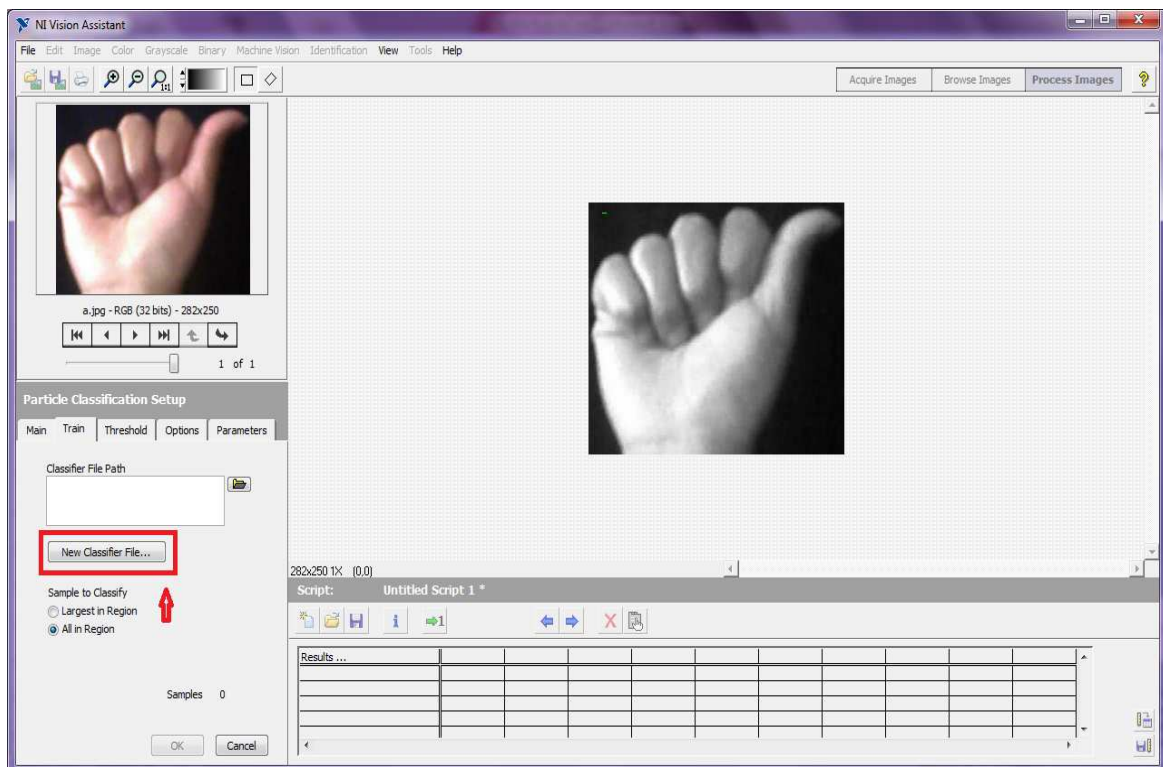 NI Vision Assistant
File Edit Image Color Grayscale Binary Machine Vision Identification View Tools Help
1:1
Acquire Images Browse Images Process Images ?
a.jpg - RGB (32 bits) - 282x250
1 of 1
Particle Classification Setup
Main Train Threshold Options Parameters
Classifier File Path
New Classifier File...
Sample to Classify
Largest in Region
All in Region
Samples 0
OK Cancel
282x250 1X (0,0)
Script: Untitled Script 1 *
i 1 X
Results ...